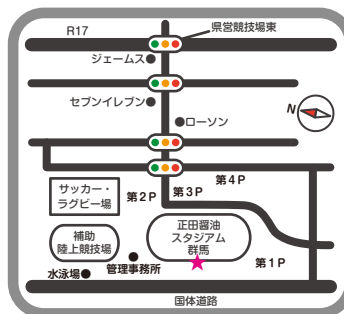 R17
県営競技場東
ジェームス
セブンイレブン
ローソン
N
第4P
サッカー・
ラグビー場
第2P
第3P
補助
陸上競技場
正田醤油
スタジアム
群馬
管理事務所
第1P
水泳場
国体道路